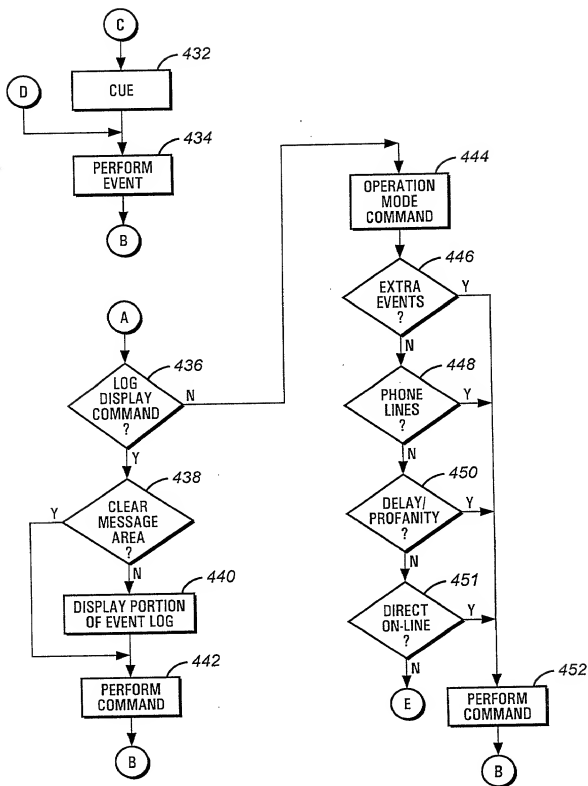 C
432
CUE
D
434
PERFORM
EVENT
B
A
436
LOG
DISPLAY
COMMAND
?
N
Y
438
Y
CLEAR
MESSAGE
AREA
?
N
440
DISPLAY PORTION
OF EVENT LOG
442
PERFORM
COMMAND
B
444
OPERATION
MODE
COMMAND
446
EXTRA
EVENTS
?
Y
N
448
PHONE
LINES
?
Y
N
450
DELAY/
PROFANITY
?
Y
N
451
DIRECT
ON-LINE
?
Y
N
E
452
PERFORM
COMMAND
B